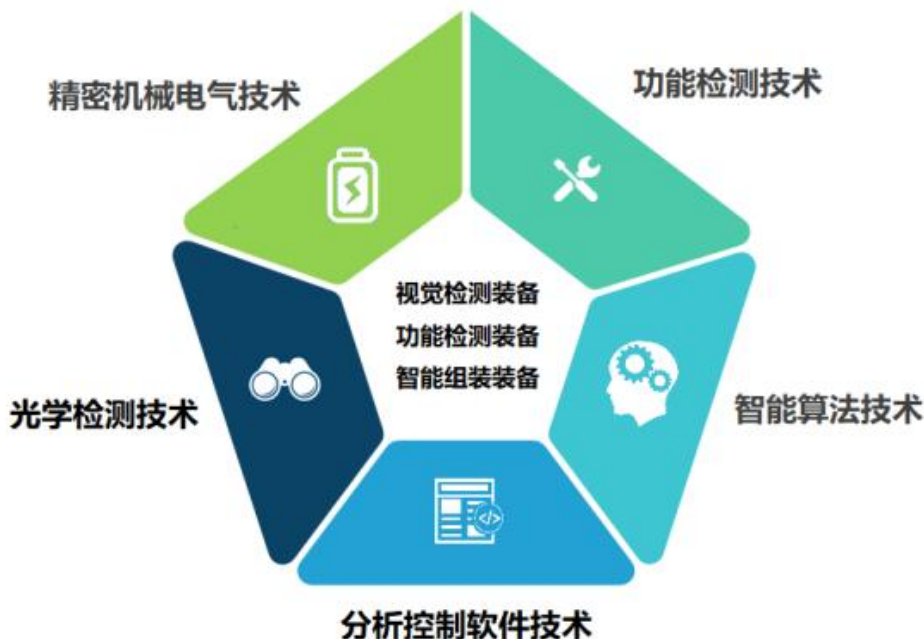 精密机械电气技术
功能检测技术
视觉检测装备
功能检测装备
智能组装装备
光学检测技术
智能算法技术
</>
分析控制软件技术